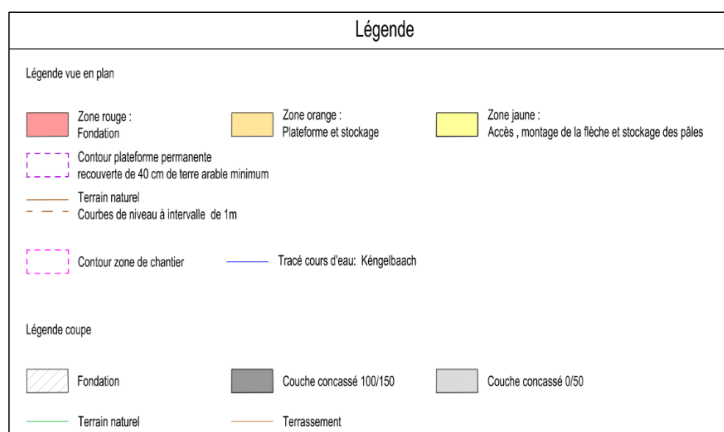 Légende
Légende vue en plan
Zone rouge :
Fondation
Zone orange :
Plateforme et stockage
Zone jaune :
Accès , montage de la flèche et stockage des pâles
Contour plateforme permanente
recouverte de 40 cm de terre arable minimum
Terrain naturel
Courbes de niveau à intervalle de 1m
Contour zone de chantier
Tracé cours d'eau: Kéngelbaach
Légende coupe
Fondation
Couche concassé 100/150
Couche concassé 0/50
Terrain naturel
Terrassement